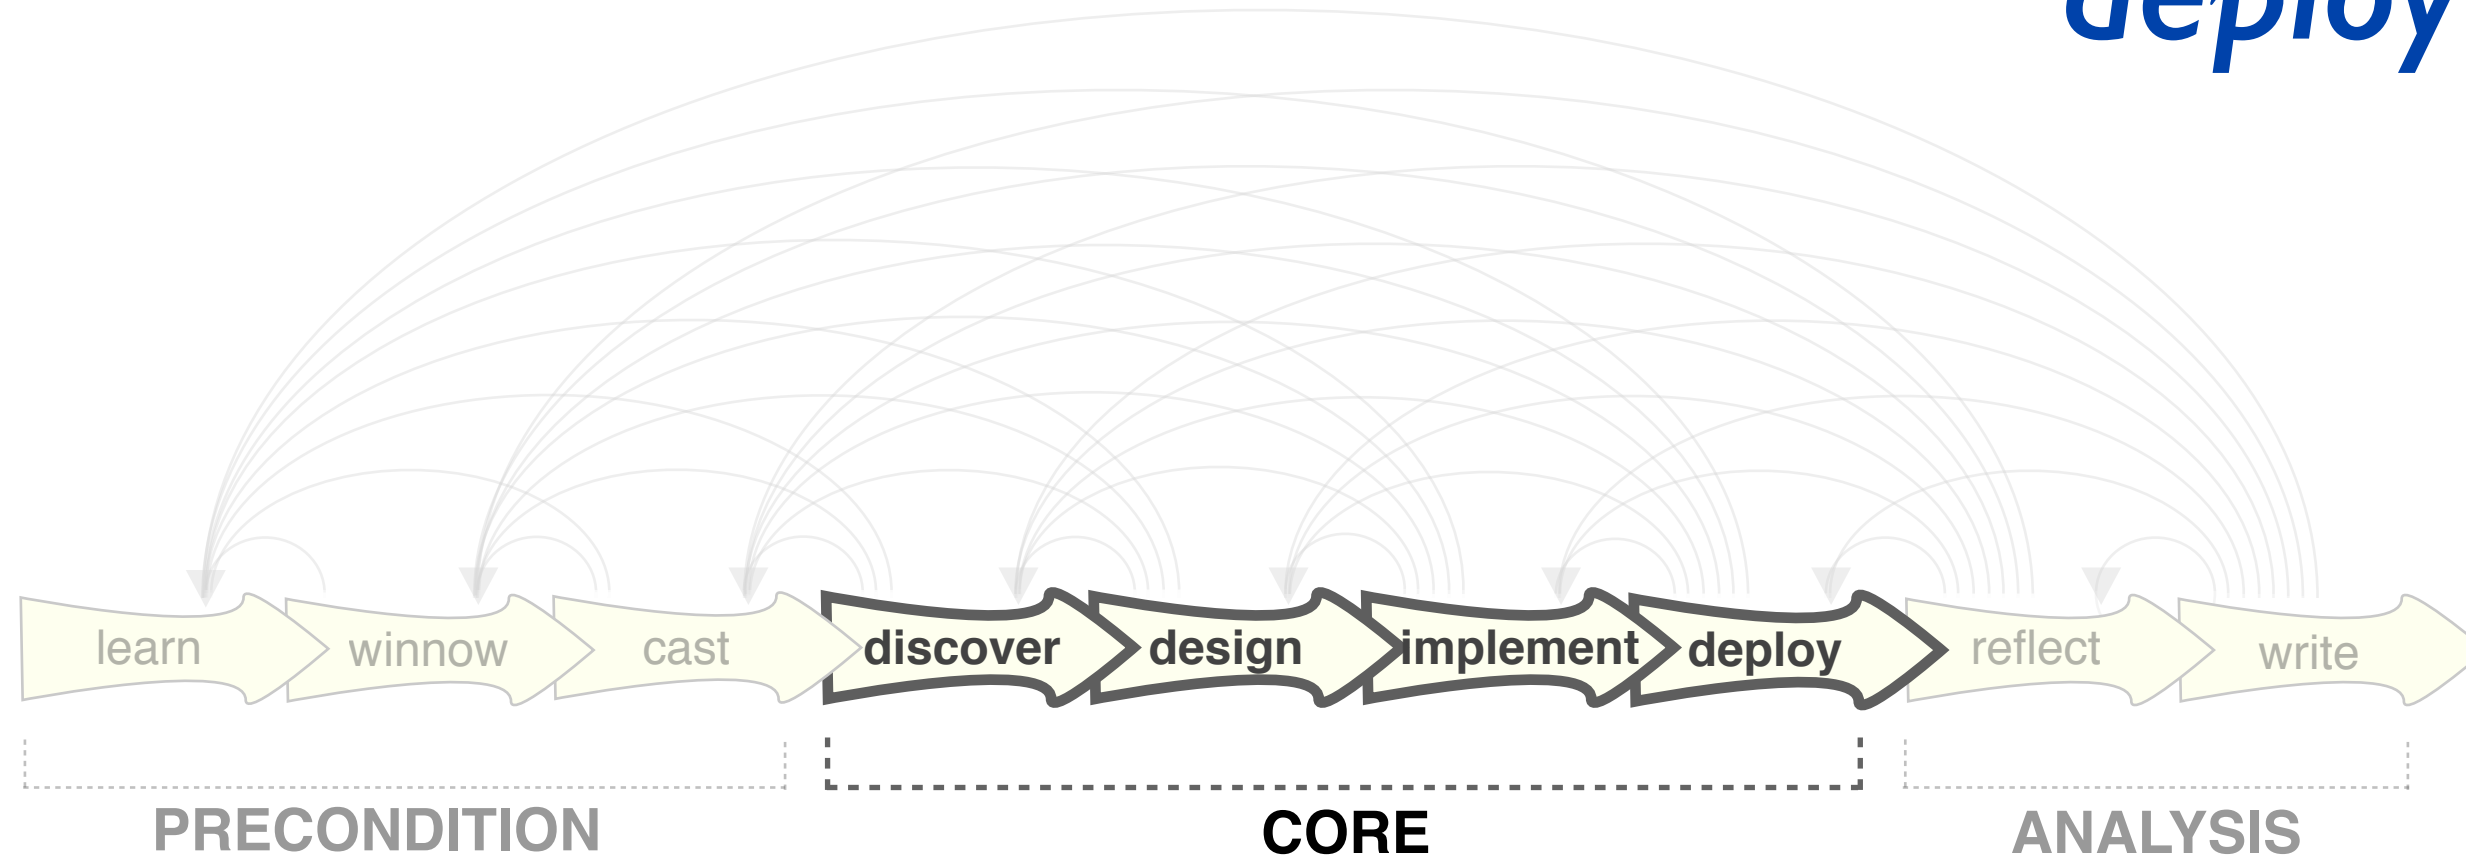 deploy
learn winnow cast discover design implement deploy reflect write
PRECONDITION CORE ANALYSIS